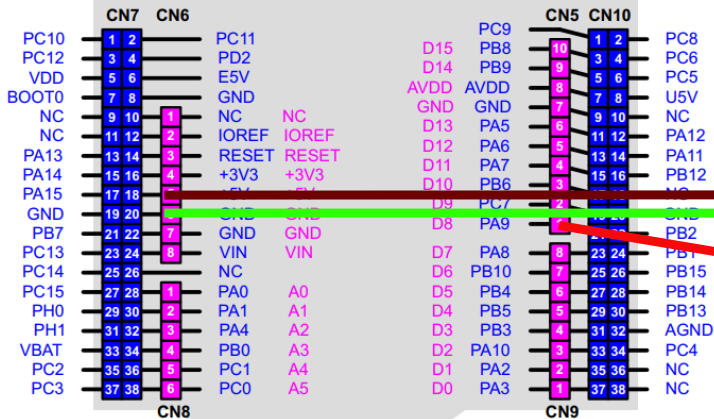 CN7 CN6 CN5 CN10
PC9
PC10 1 2 PC11 1 2 PC8
PC12 3 4 PD2 D15 PB8 10 3 4 PC6
VDD 5 6 E5V D14 PB9 9 5 6 PC5
BOOT0 7 8 GND AVDD AVDD 8 7 8 U5V
NC 9 10 1 NC NC GND GND 7 9 10 NC
NC 11 12 2 IOREF IOREF D13 PA5 6 11 12 PA12
PA13 13 14 3 RESET RESET D12 PA6 5 13 14 PA11
PA14 15 16 4 +3V3 +3V3 D11 PA7 4 15 16 PB12
PA15 17 18 +5V +5V D10 PB6 3 NC
GND 19 20 GND GND D9 PC7 2 GND
PB7 21 22 7 GND GND D8 PA9 22 PB2
PC13 23 24 8 VIN VIN D7 PA8 8 23 24 PB1
PC14 25 26 NC D6 PB10 7 25 26 PB15
PC15 27 28 1 PA0 A0 D5 PB4 6 27 28 PB14
PH0 29 30 2 PA1 A1 D4 PB5 5 29 30 PB13
PH1 31 32 3 PA4 A2 D3 PB3 4 31 32 AGND
VBAT 33 34 4 PB0 A3 D2 PA10 3 33 34 PC4
PC2 35 36 5 PC1 A4 D1 PA2 2 35 36 NC
PC3 37 38 6 PC0 A5 D0 PA3 1 37 38 NC
CN8 CN9